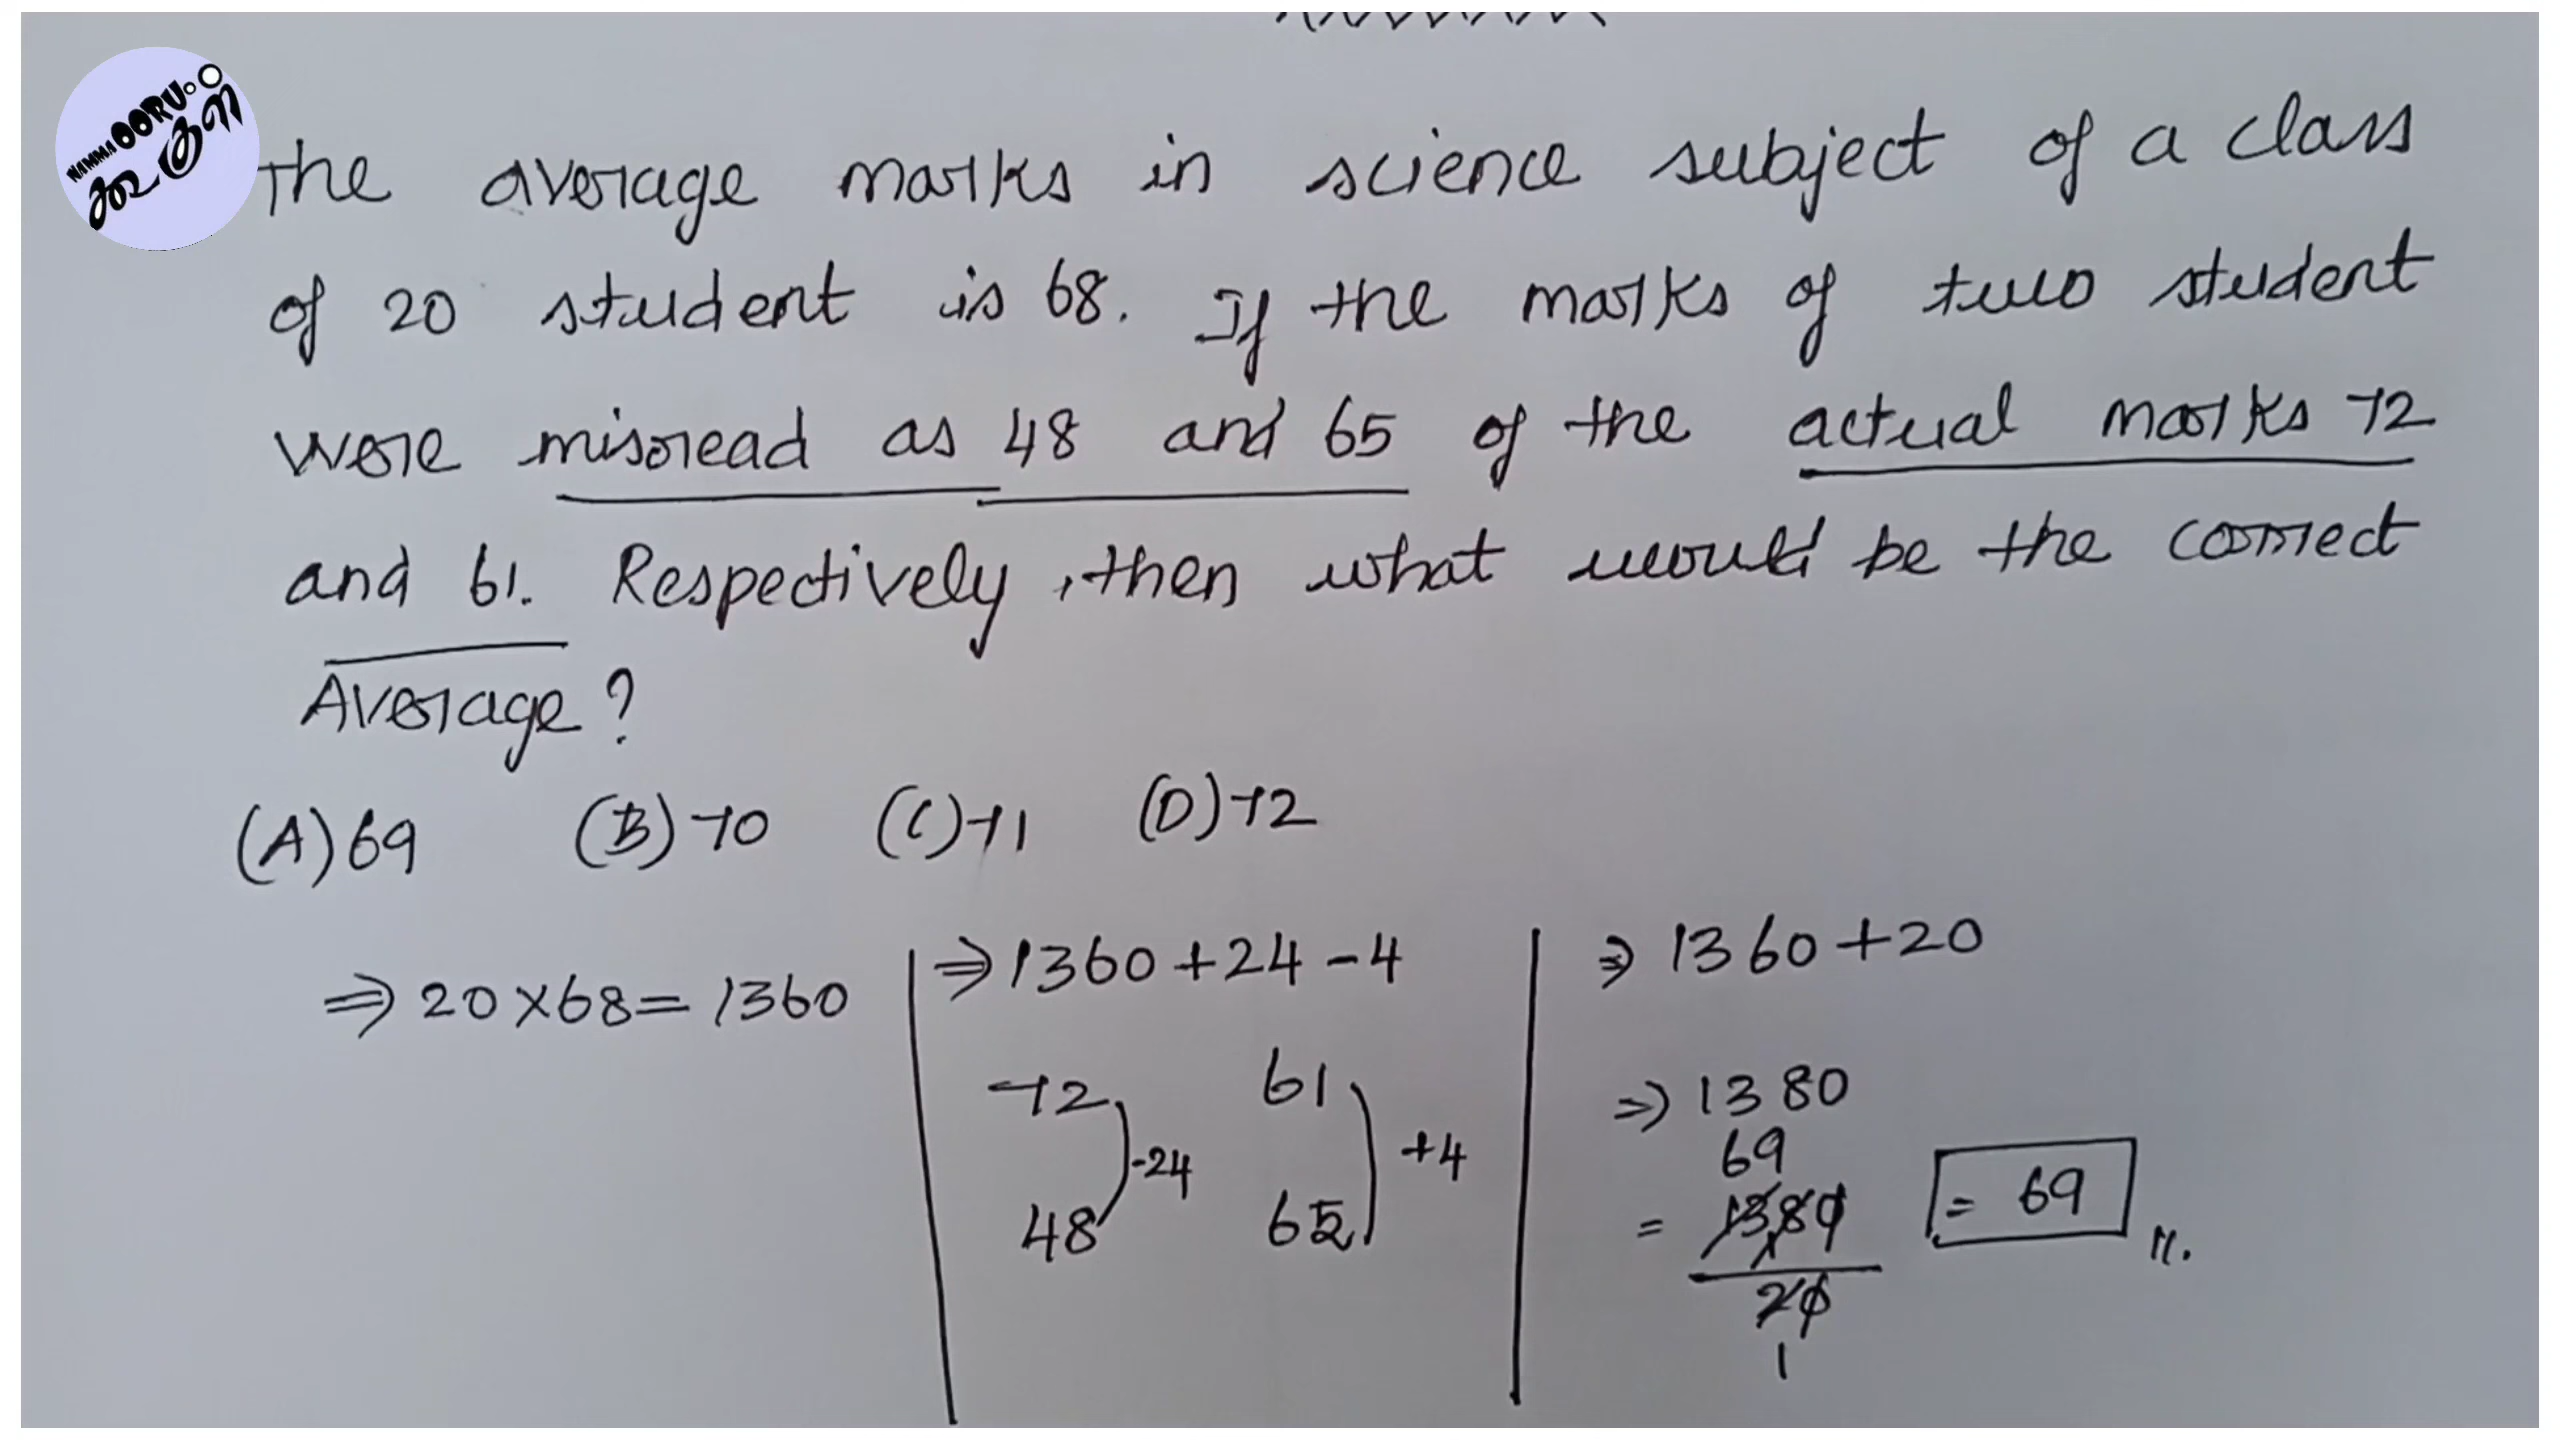 NAMMA OORU
The average marks in science subject of a class
of 20 student is 68. If the marks of two student
were misread as 48 and 65 of the actual marks 72
and 61. Respectively, then what would be the correct
Average?
(A) 69 (B) 70 (C) 71 (D) 72
⇒ 20 × 68 = 1360
⇒ 1360 + 24 - 4
72 61
-24 +4
48 65
⇒ 1360 + 20
⇒ 1380
69
= 1380
20
1
= 69 //.